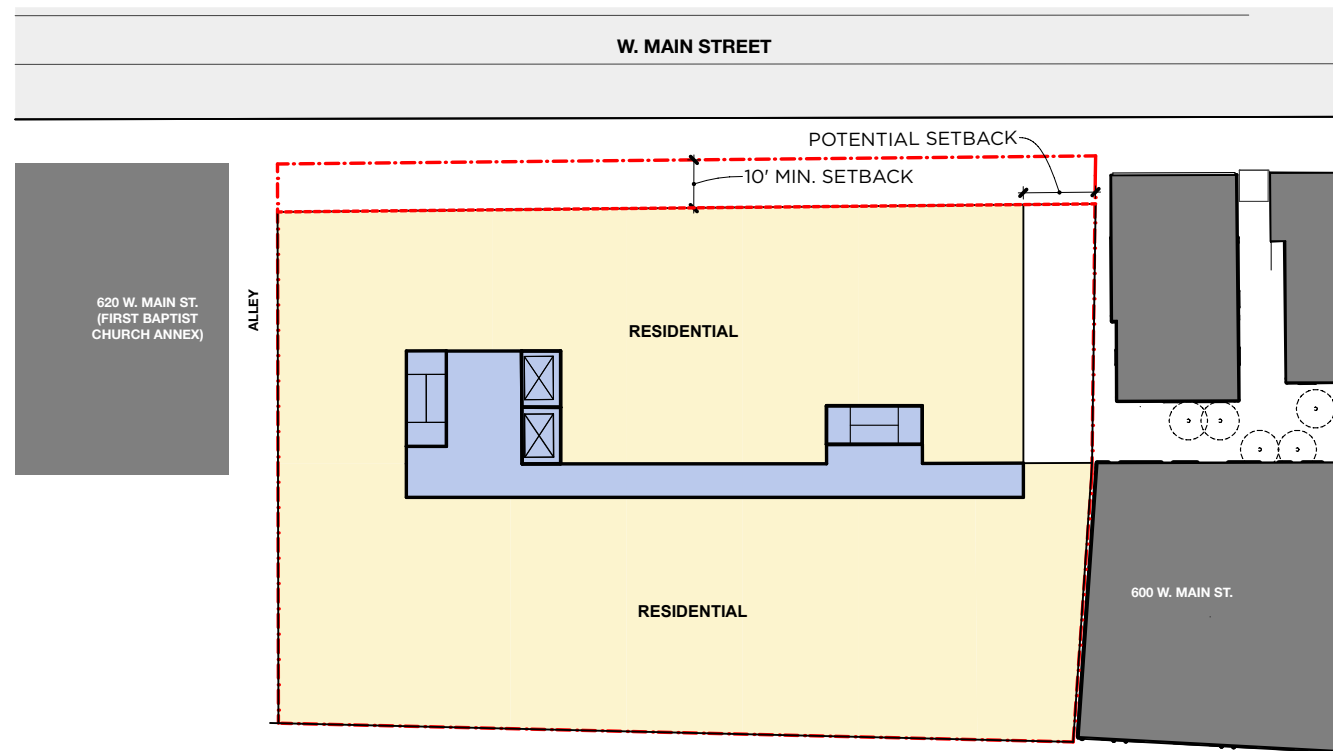 W. MAIN STREET
POTENTIAL SETBACK
10' MIN. SETBACK
620 W. MAIN ST.
(FIRST BAPTIST
CHURCH ANNEX)
ALLEY
RESIDENTIAL
600 W. MAIN ST.
RESIDENTIAL